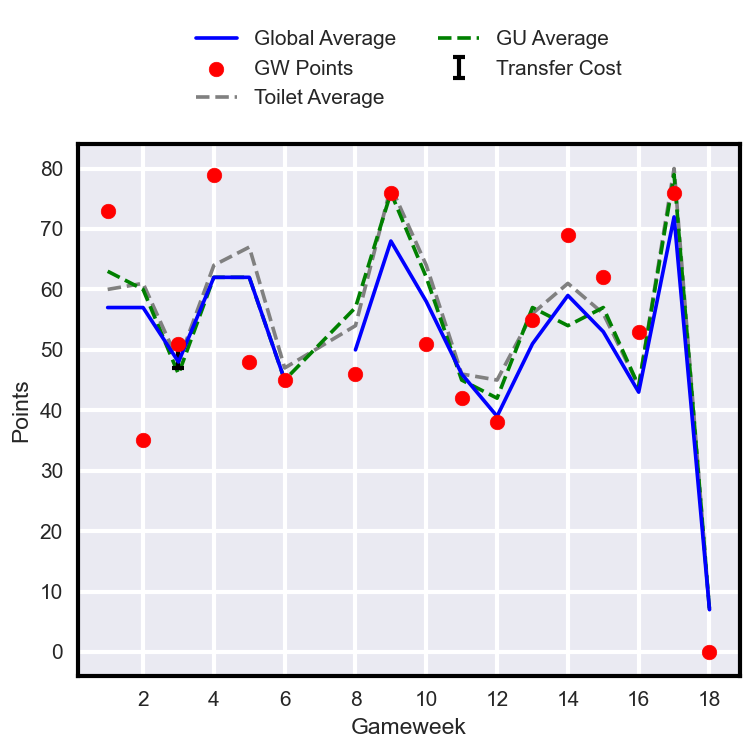 Global Average
GU Average
GW Points
Transfer Cost
Toilet Average
80
70
60
50
40
30
20
10
0
Points
2 4 6 8 10 12 14 16 18
Gameweek